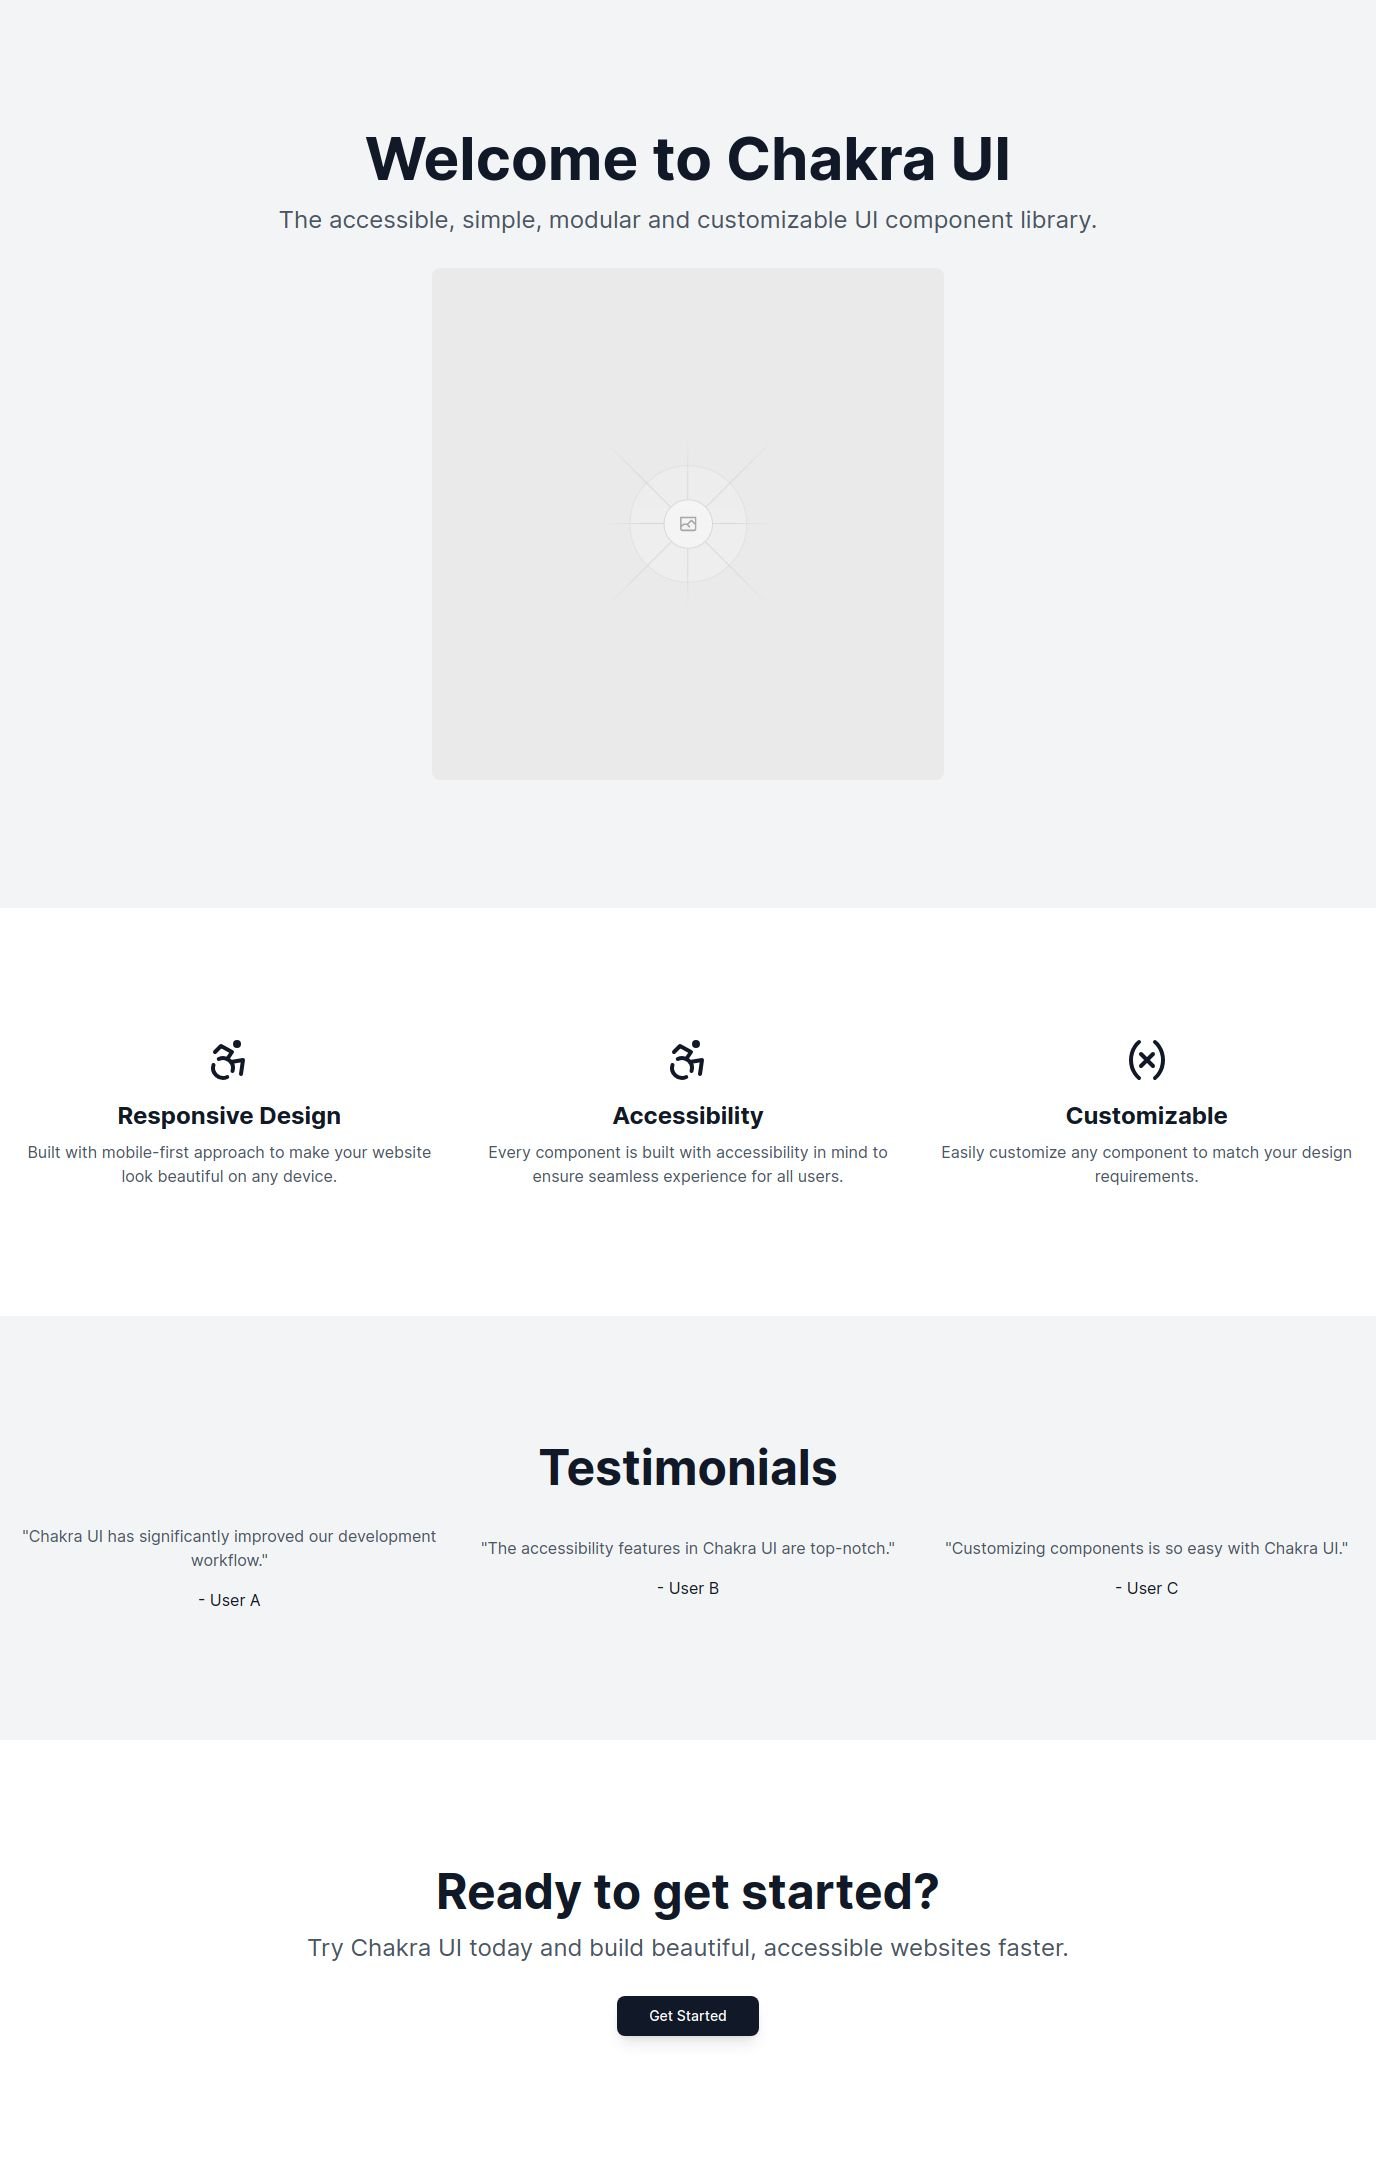 Welcome to Chakra UI
The accessible, simple, modular and customizable UI component library.
Responsive Design
Built with mobile-first approach to make your website
look beautiful on any device.
Accessibility
Every component is built with accessibility in mind to
ensure seamless experience for all users.
Customizable
Easily customize any component to match your design
requirements.
Testimonials
"Chakra UI has significantly improved our development
workflow."
- User A
"The accessibility features in Chakra UI are top-notch."
- User B
"Customizing components is so easy with Chakra UI."
- User C
Ready to get started?
Try Chakra UI today and build beautiful, accessible websites faster.
Get Started